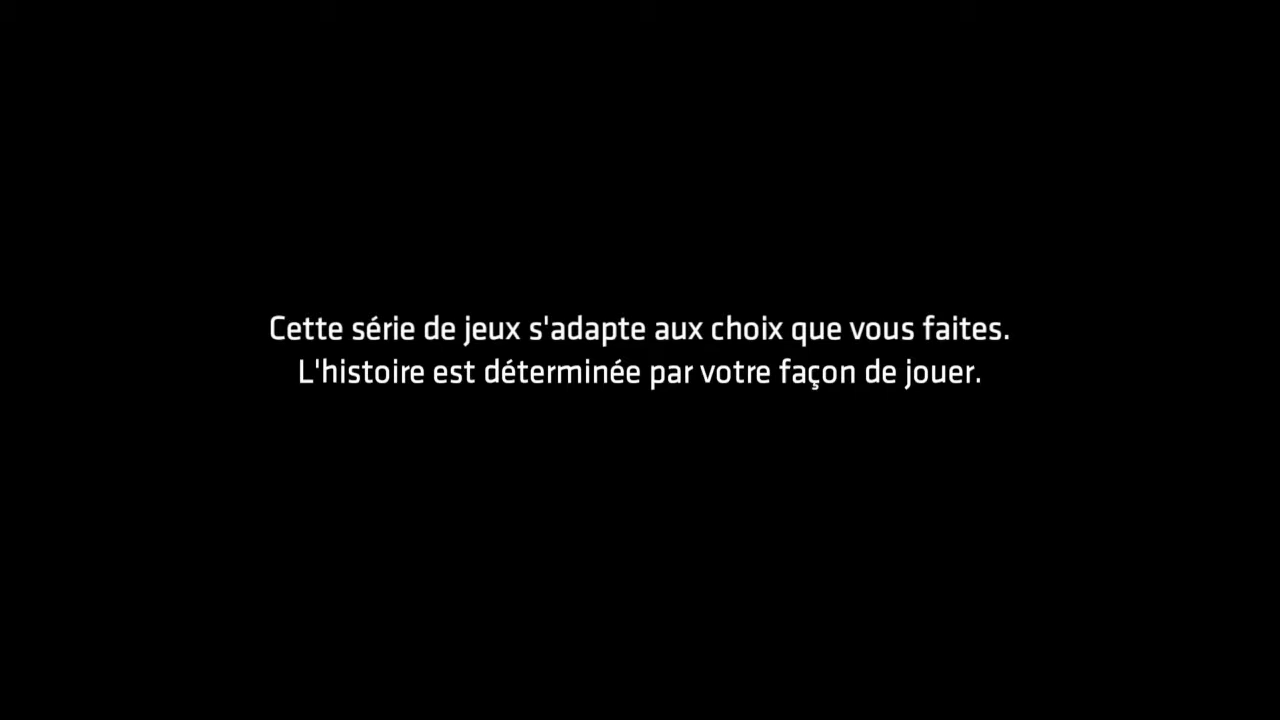 Cette série de jeux s'adapte aux choix que vous faites.
L'histoire est déterminée par votre façon de jouer.